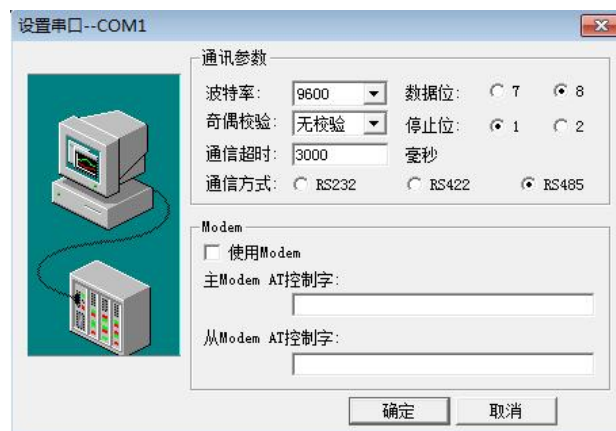 设置串口--COM1
通讯参数
波特率: 9600 数据位: 7 8
奇偶校验: 无校验 停止位: 1 2
通信超时: 3000 毫秒
通信方式: RS232 RS422 RS485
Modem
使用Modem
主Modem AT控制字:
从Modem AT控制字:
确定 取消